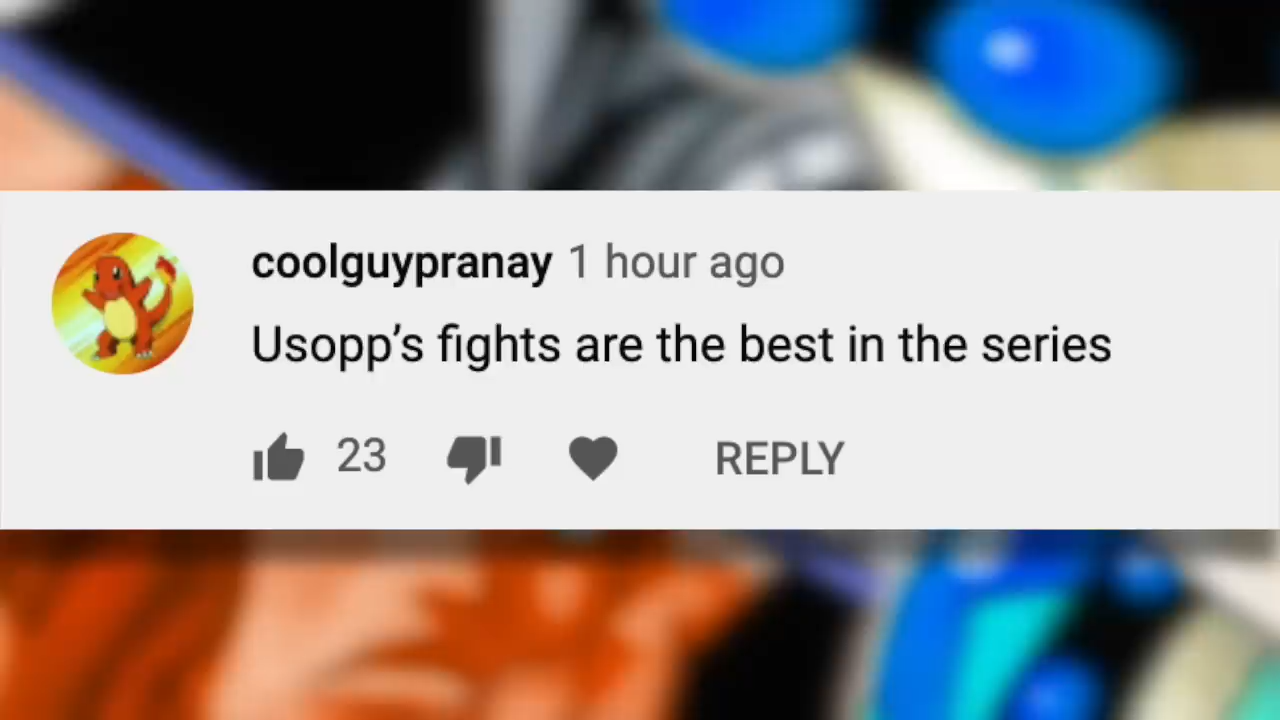 coolguypranay 1 hour ago
Usopp’s fights are the best in the series
23 REPLY